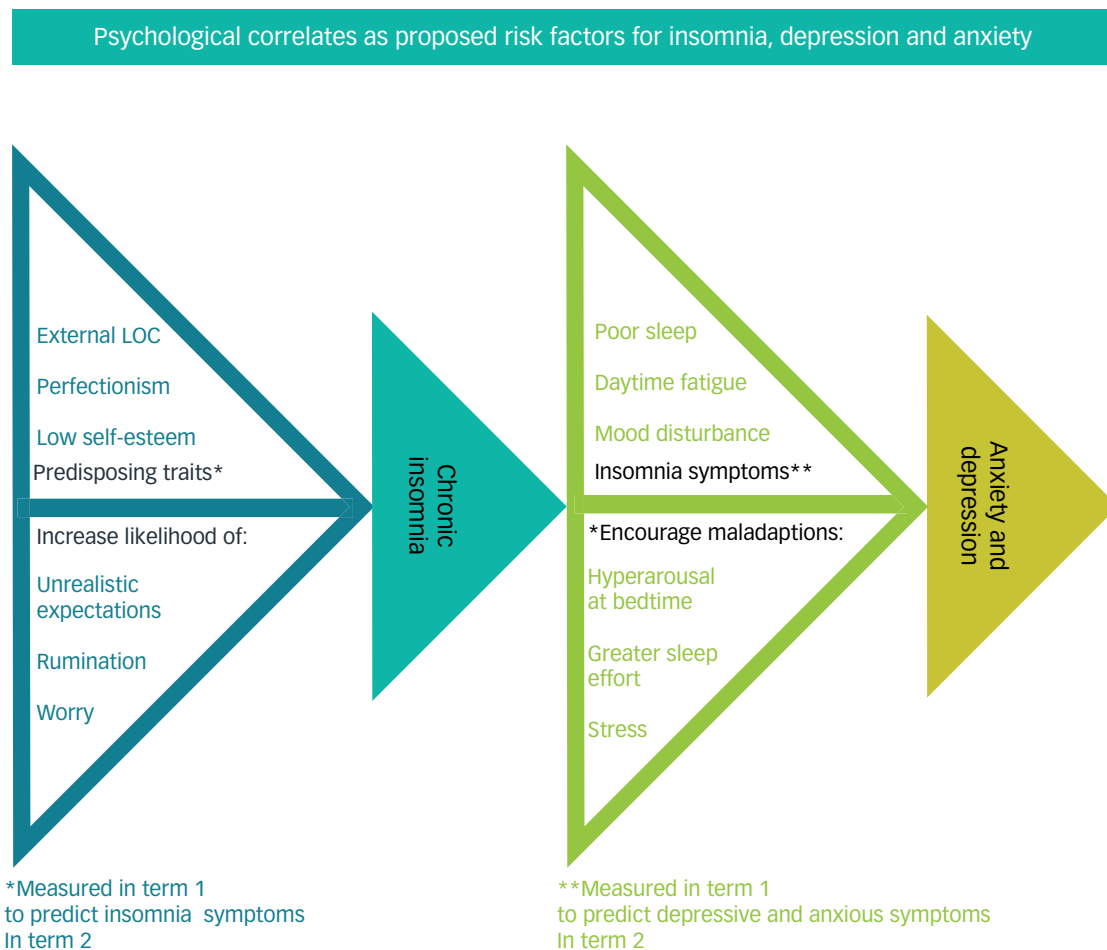 Psychological correlates as proposed risk factors for insomnia, depression and anxiety
External LOC
Perfectionism
Low self-esteem
Predisposing traits*
Increase likelihood of:
Unrealistic
expectations
Rumination
Worry
Chronic
insomnia
Poor sleep
Daytime fatigue
Mood disturbance
Insomnia symptoms**
*Encourage maladaptions:
Hyperarousal
at bedtime
Greater sleep
effort
Stress
Anxiety and
depression
*Measured in term 1
to predict insomnia symptoms
In term 2
**Measured in term 1
to predict depressive and anxious symptoms
In term 2